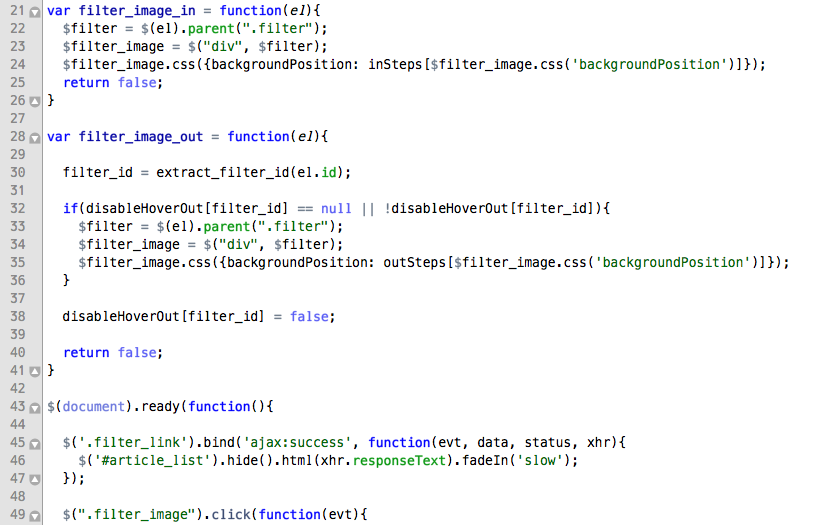 21 var filter_image_in = function(el){
22   $filter = $(el).parent(".filter");
23   $filter_image = $("div", $filter);
24   $filter_image.css({backgroundPosition: inSteps[$filter_image.css('backgroundPosition')]});
25   return false;
26 }
27
28 var filter_image_out = function(el){
29
30   filter_id = extract_filter_id(el.id);
31
32   if(disableHoverOut[filter_id] == null || !disableHoverOut[filter_id]){
33     $filter = $(el).parent(".filter");
34     $filter_image = $("div", $filter);
35     $filter_image.css({backgroundPosition: outSteps[$filter_image.css('backgroundPosition')]});
36   }
37
38   disableHoverOut[filter_id] = false;
39
40   return false;
41 }
42
43 $(document).ready(function(){
44
45   $('.filter_link').bind('ajax:success', function(evt, data, status, xhr){
46     $('#article_list').hide().html(xhr.responseText).fadeIn('slow');
47   });
48
49   $(".filter_image").click(function(evt){